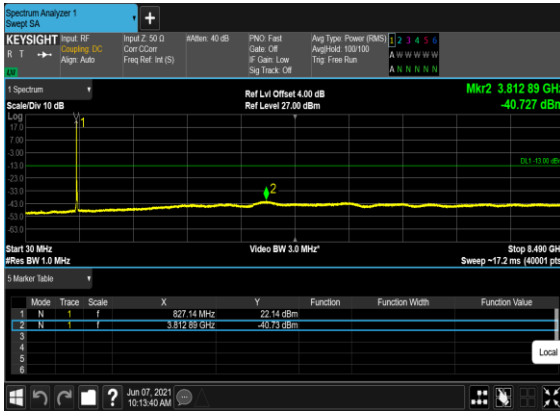 Spectrum Analyzer 1
Swept SA
KEYSIGHT Input: RF Input Z: 50 Ω #Atten: 40 dB PNO: Fast Avg Type: Power (RMS) 1 2 3 4 5 6
R T Coupling: DC Corr CCorr Gate: Off Avg|Hold: 100/100 A W W W W W
Align: Auto Freq Ref: Int (S) IF Gain: Low Trig: Free Run
Sig Track: Off A N N N N N
1 Spectrum Ref Lvl Offset 4.00 dB Mkr2 3.812 89 GHz
Scale/Div 10 dB Ref Level 27.00 dBm -40.727 dBm
Log
17.0 1
7.00
-3.00
-13.0 DL1 -13.00 dBm
-23.0
-33.0 2
-43.0
-53.0
-63.0
Start 30 MHz Video BW 3.0 MHz* Stop 8.490 GHz
#Res BW 1.0 MHz Sweep ~17.2 ms (40001 pts)
5 Marker Table
Mode Trace Scale X Y Function Function Width Function Value
1 N 1 f 827.14 MHz 22.14 dBm
2 N 1 f 3.812 89 GHz -40.73 dBm
3
4
5
6
Local
? Jun 07, 2021
10:13:40 AM